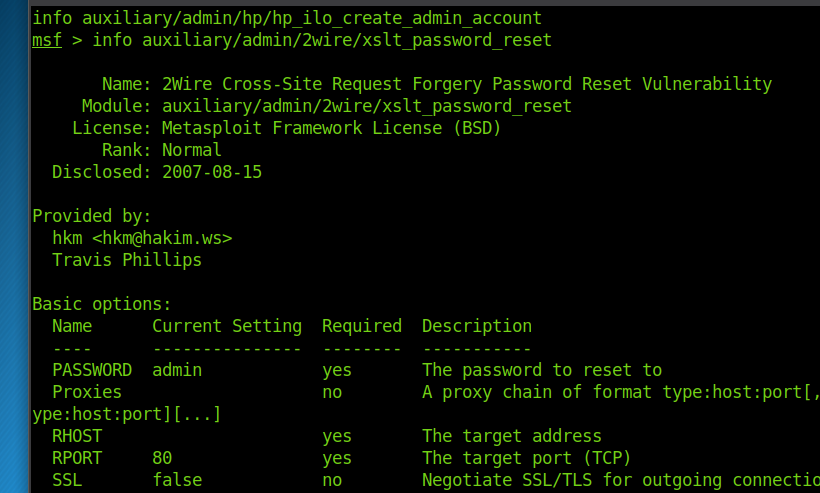 info auxiliary/admin/hp/hp_ilo_create_admin_account
msf > info auxiliary/admin/2wire/xslt_password_reset
Name: 2Wire Cross-Site Request Forgery Password Reset Vulnerability
Module: auxiliary/admin/2wire/xslt_password_reset
License: Metasploit Framework License (BSD)
Rank: Normal
Disclosed: 2007-08-15
Provided by:
hkm <hkm@hakim.ws>
Travis Phillips
Basic options:
Name Current Setting Required Description
---- --------------- -------- -----------
PASSWORD admin yes The password to reset to
Proxies no A proxy chain of format type:host:port[,
ype:host:port][...]
RHOST yes The target address
RPORT 80 yes The target port (TCP)
SSL false no Negotiate SSL/TLS for outgoing connectio